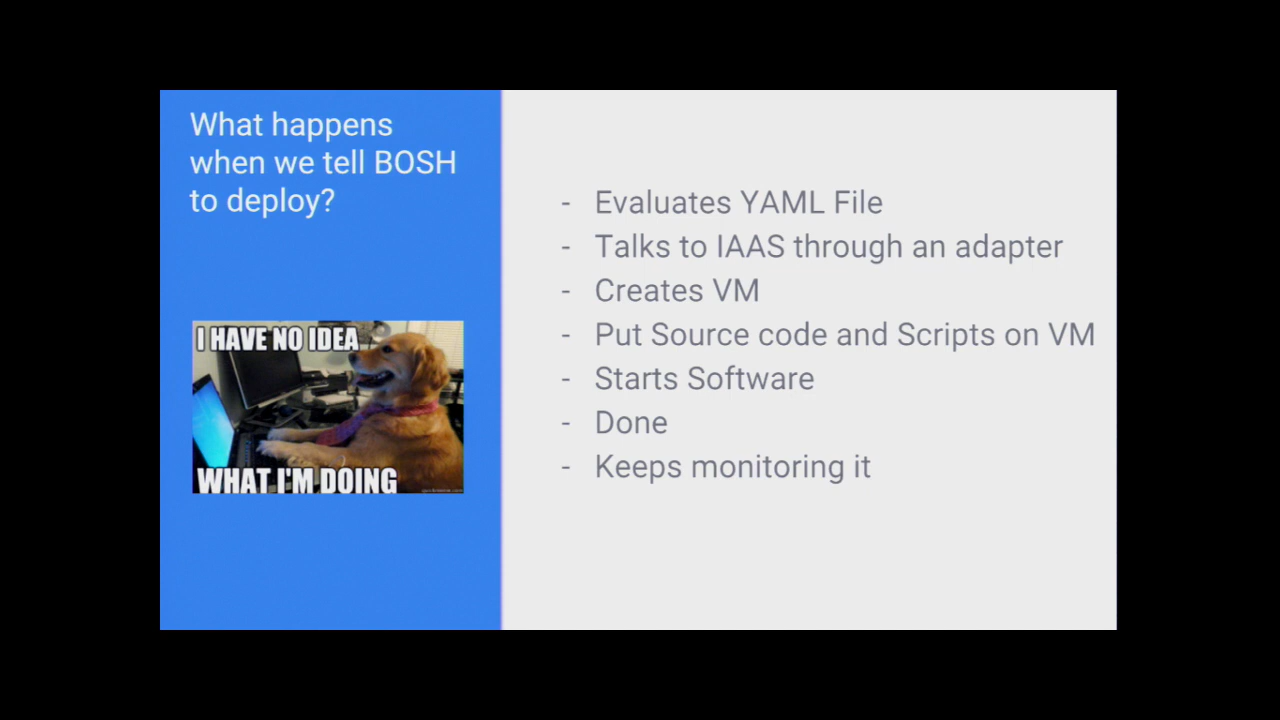 What happens
when we tell BOSH
to deploy?
I HAVE NO IDEA
WHAT I'M DOING
- Evaluates YAML File
- Talks to IAAS through an adapter
- Creates VM
- Put Source code and Scripts on VM
- Starts Software
- Done
- Keeps monitoring it